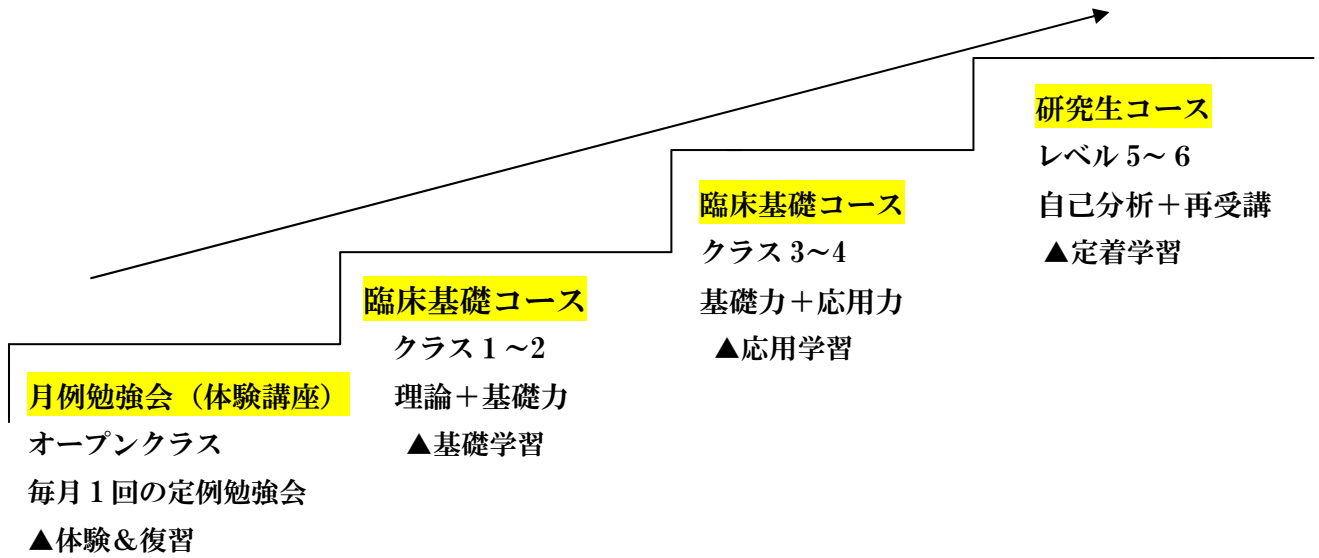 月例勉強会（体験講座）
オープンクラス
毎月１回の定例勉強会
▲体験＆復習
臨床基礎コース
クラス１～2
理論＋基礎力
▲基礎学習
臨床基礎コース
クラス 3～4
基礎力＋応用力
▲応用学習
研究生コース
レベル 5～ 6
自己分析＋再受講
▲定着学習